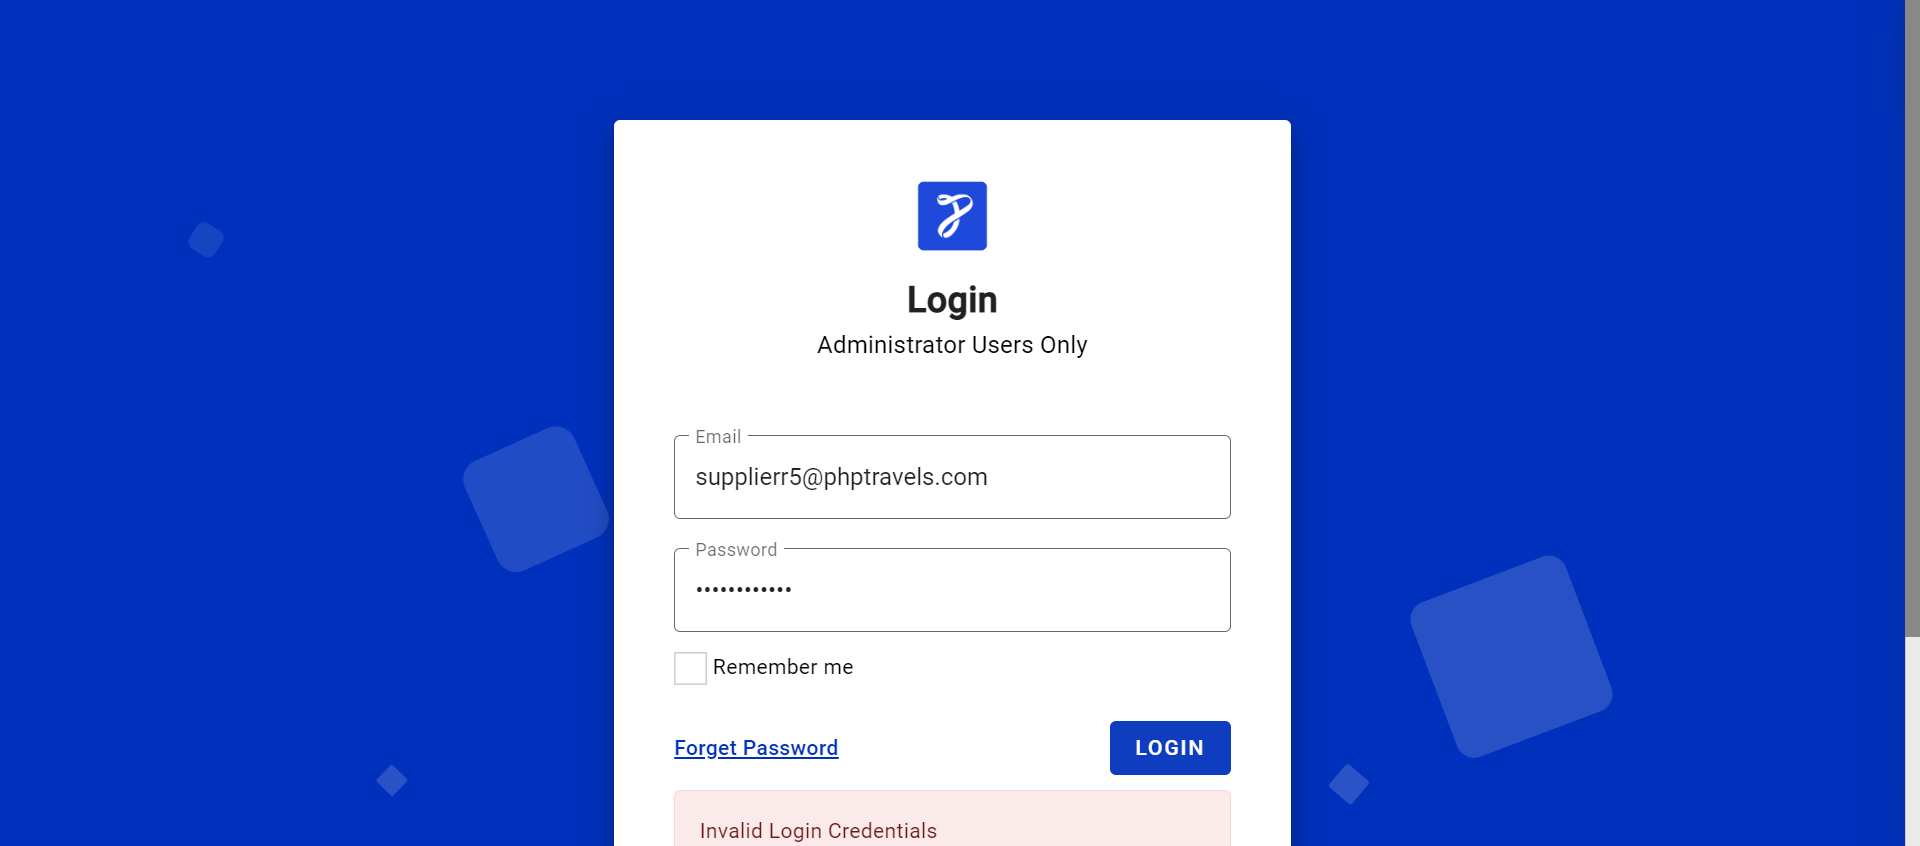 Login
Administrator Users Only
Email
supplierr5@phptravels.com
Password
••••••••••••
Remember me
Forget Password
LOGIN
Invalid Login Credentials